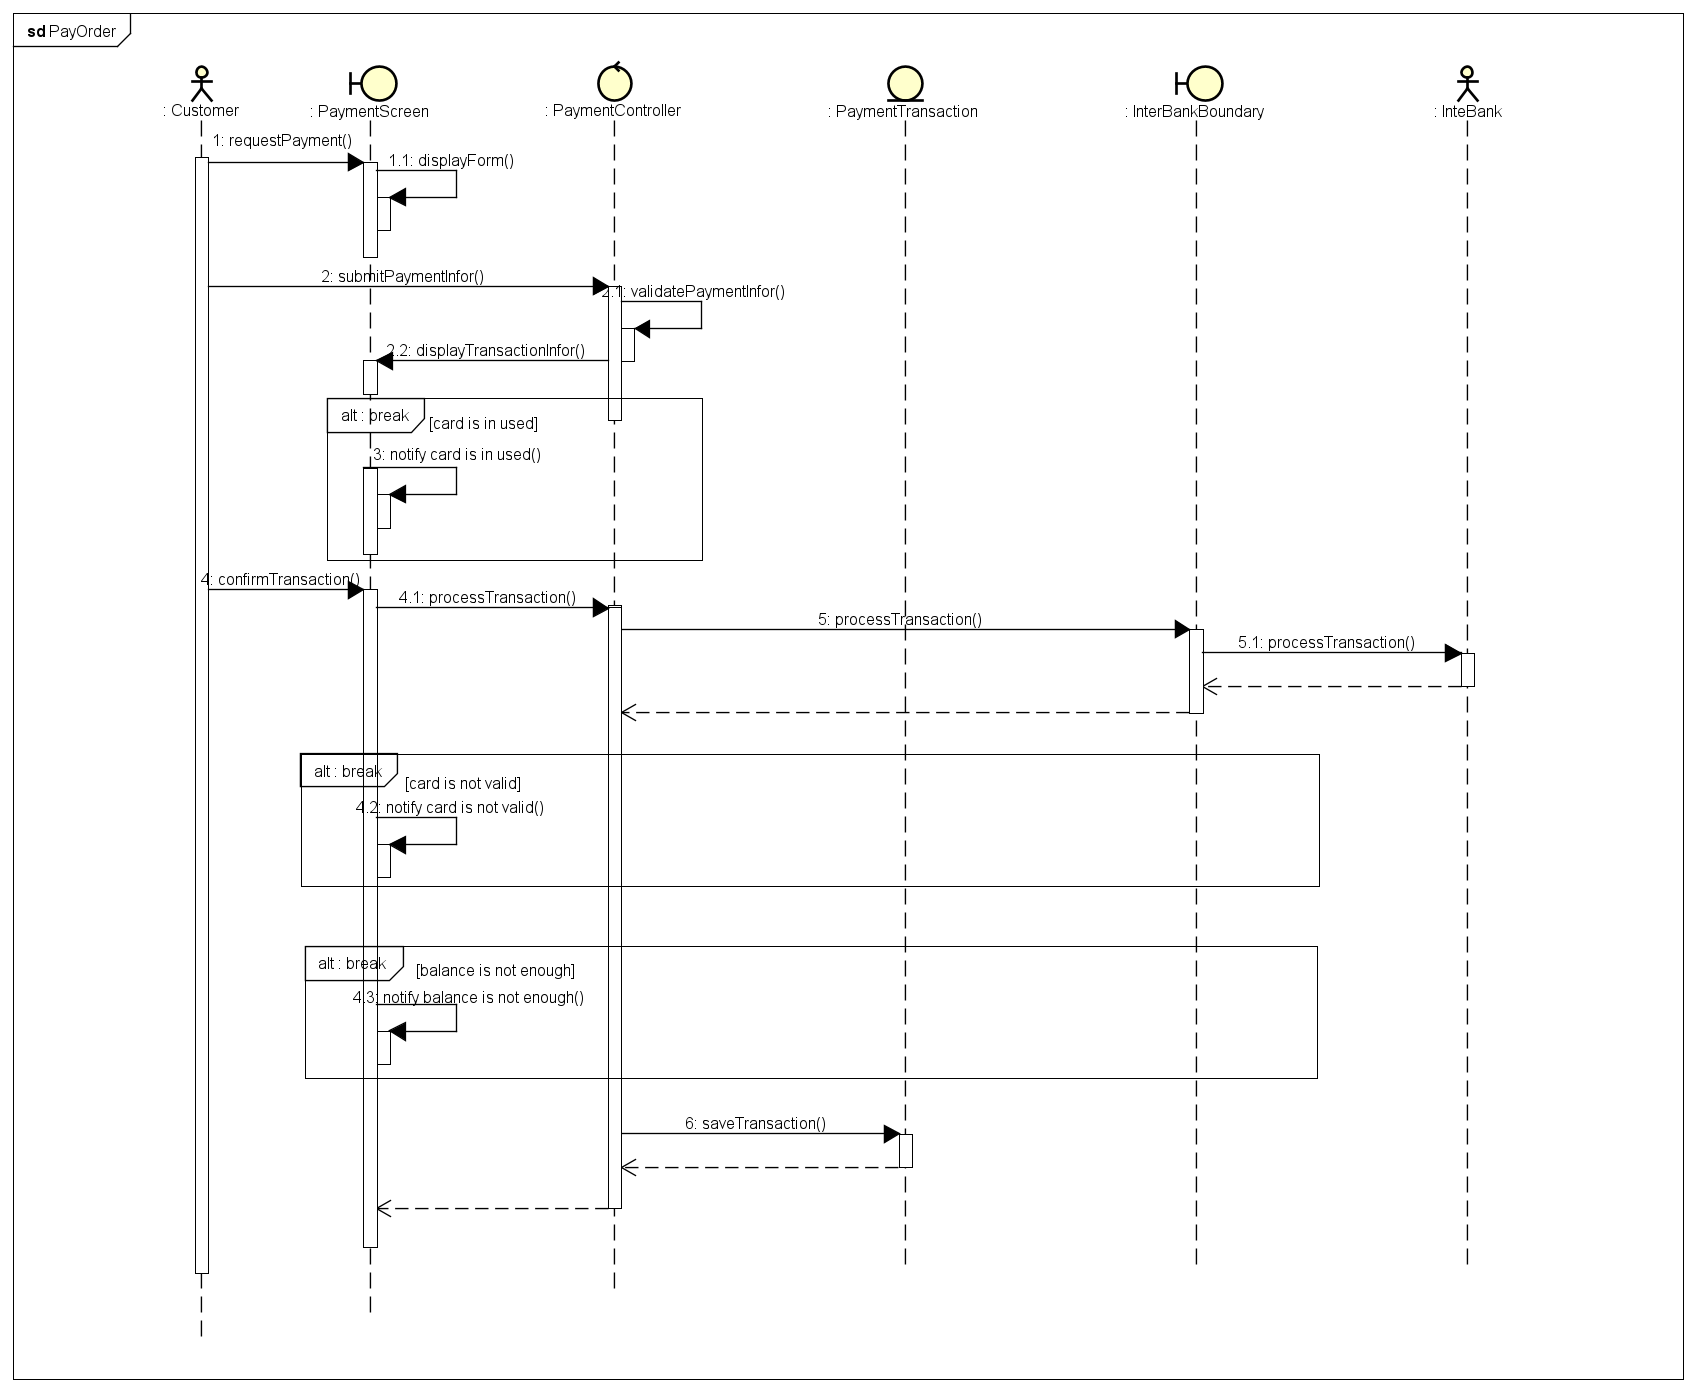 sd PayOrder
: Customer
: PaymentScreen
: PaymentController
: PaymentTransaction
: InterBankBoundary
: InteBank
1: requestPayment()
1.1: displayForm()
2: submitPaymentInfor()
2.1: validatePaymentInfor()
2.2: displayTransactionInfor()
alt : break
[card is in used]
3: notify card is in used()
4: confirmTransaction()
4.1: processTransaction()
5: processTransaction()
5.1: processTransaction()
alt : break
[card is not valid]
4.2: notify card is not valid()
alt : break
[balance is not enough]
4.3: notify balance is not enough()
6: saveTransaction()